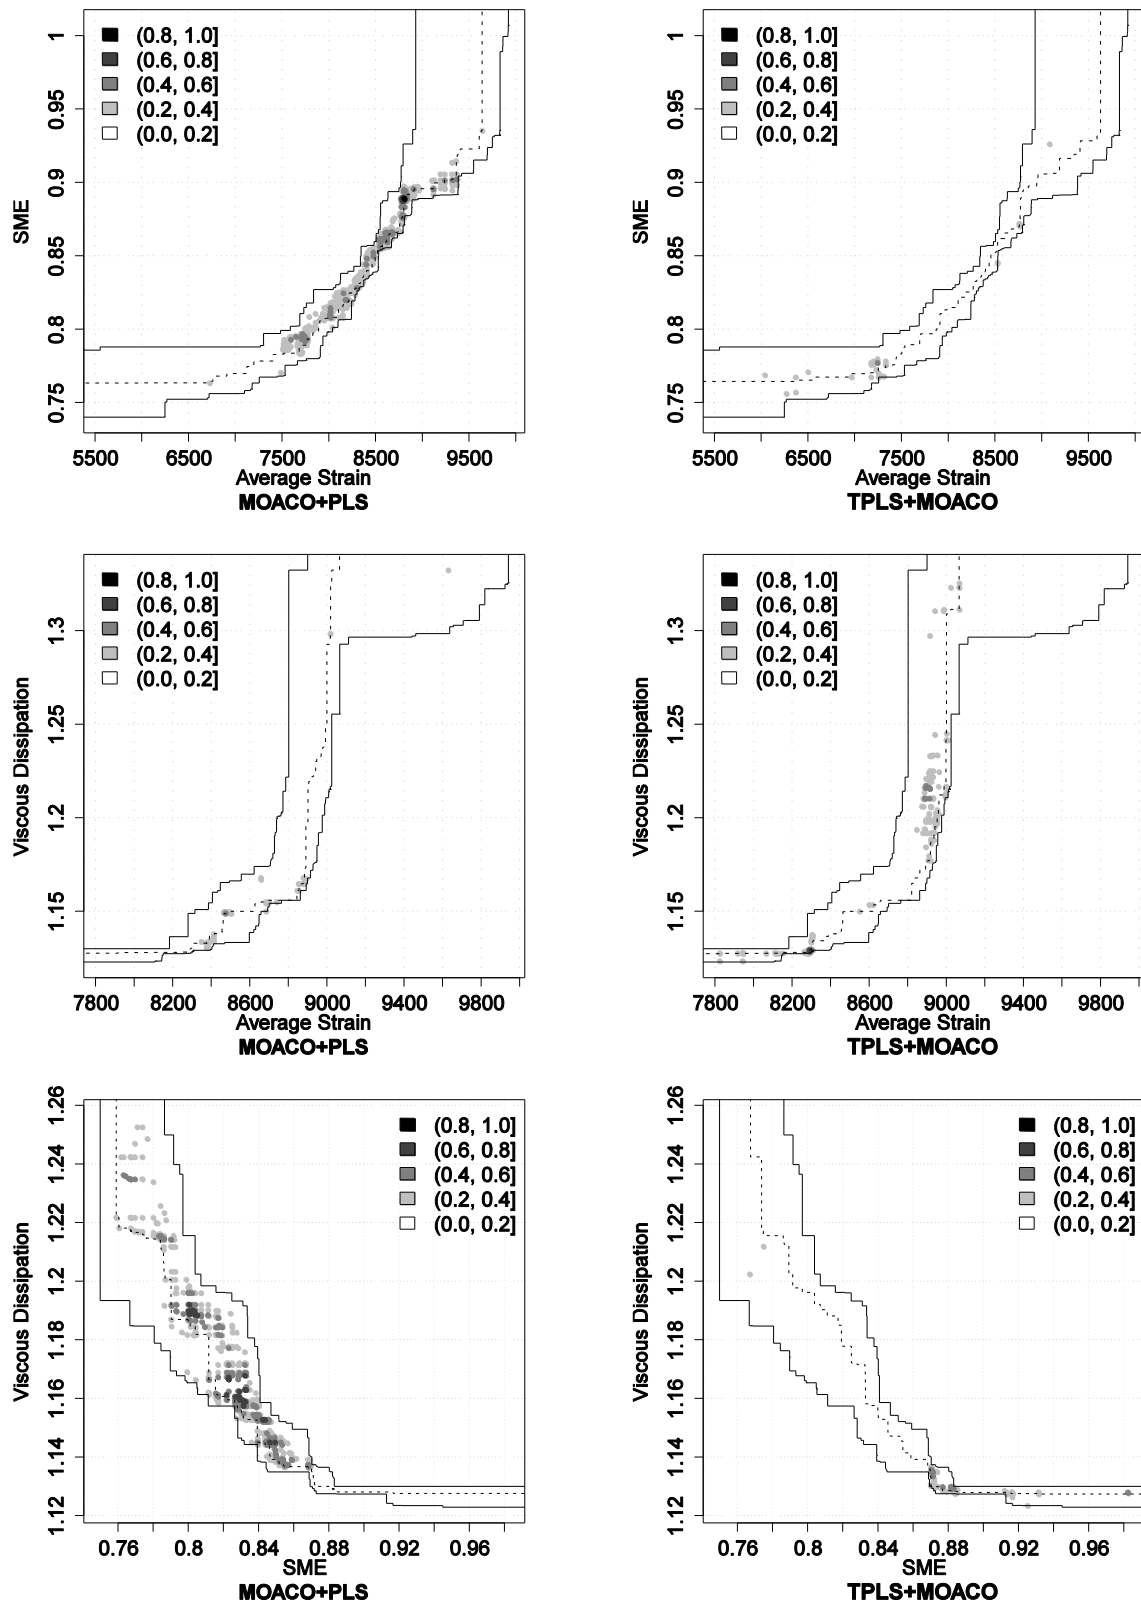 (0.8, 1.0]
(0.6, 0.8]
(0.4, 0.6]
(0.2, 0.4]
(0.0, 0.2]
SME
0.75 0.8 0.85 0.9 0.95 1
5500 6500 7500 8500 9500
Average Strain
MOACO+PLS
(0.8, 1.0]
(0.6, 0.8]
(0.4, 0.6]
(0.2, 0.4]
(0.0, 0.2]
SME
0.75 0.8 0.85 0.9 0.95 1
5500 6500 7500 8500 9500
Average Strain
TPLS+MOACO
(0.8, 1.0]
(0.6, 0.8]
(0.4, 0.6]
(0.2, 0.4]
(0.0, 0.2]
Viscous Dissipation
1.15 1.2 1.25 1.3
7800 8200 8600 9000 9400 9800
Average Strain
MOACO+PLS
(0.8, 1.0]
(0.6, 0.8]
(0.4, 0.6]
(0.2, 0.4]
(0.0, 0.2]
Viscous Dissipation
1.15 1.2 1.25 1.3
7800 8200 8600 9000 9400 9800
Average Strain
TPLS+MOACO
(0.8, 1.0]
(0.6, 0.8]
(0.4, 0.6]
(0.2, 0.4]
(0.0, 0.2]
Viscous Dissipation
1.12 1.14 1.16 1.18 1.2 1.22 1.24 1.26
0.76 0.8 0.84 0.88 0.92 0.96
SME
MOACO+PLS
(0.8, 1.0]
(0.6, 0.8]
(0.4, 0.6]
(0.2, 0.4]
(0.0, 0.2]
Viscous Dissipation
1.12 1.14 1.16 1.18 1.2 1.22 1.24 1.26
0.76 0.8 0.84 0.88 0.92 0.96
SME
TPLS+MOACO